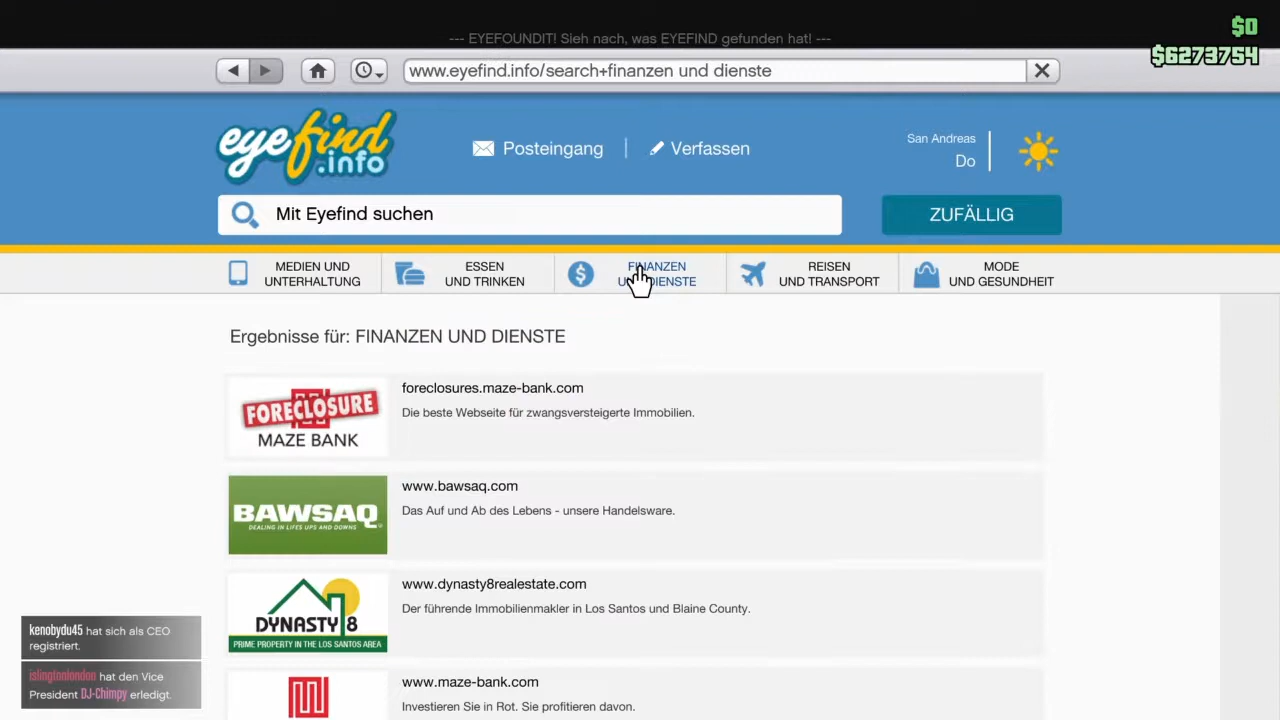 --- EYEFOUNDIT! Sieh nach, was EYEFIND gefunden hat! ---
$0
$6273754
www.eyefind.info/search+finanzen und dienste
eyefind
.info
Posteingang
Verfassen
San Andreas
Do
Mit Eyefind suchen
ZUFÄLLIG
MEDIEN UND
UNTERHALTUNG
ESSEN
UND TRINKEN
FINANZEN
UND DIENSTE
REISEN
UND TRANSPORT
MODE
UND GESUNDHEIT
Ergebnisse für: FINANZEN UND DIENSTE
FORECLOSURE
MAZE BANK
foreclosures.maze-bank.com
Die beste Webseite für zwangsversteigerte Immobilien.
BAWSAQ
DEALING IN LIFES UPS AND DOWNS
www.bawsaq.com
Das Auf und Ab des Lebens - unsere Handelsware.
DYNASTY 8
PRIME PROPERTY IN THE LOS SANTOS AREA
www.dynasty8realestate.com
Der führende Immobilienmakler in Los Santos und Blaine County.
www.maze-bank.com
Investieren Sie in Rot. Sie profitieren davon.
kenobydu45 hat sich als CEO
registriert.
islingtonlondon hat den Vice
President DJ-Chimpy erledigt.